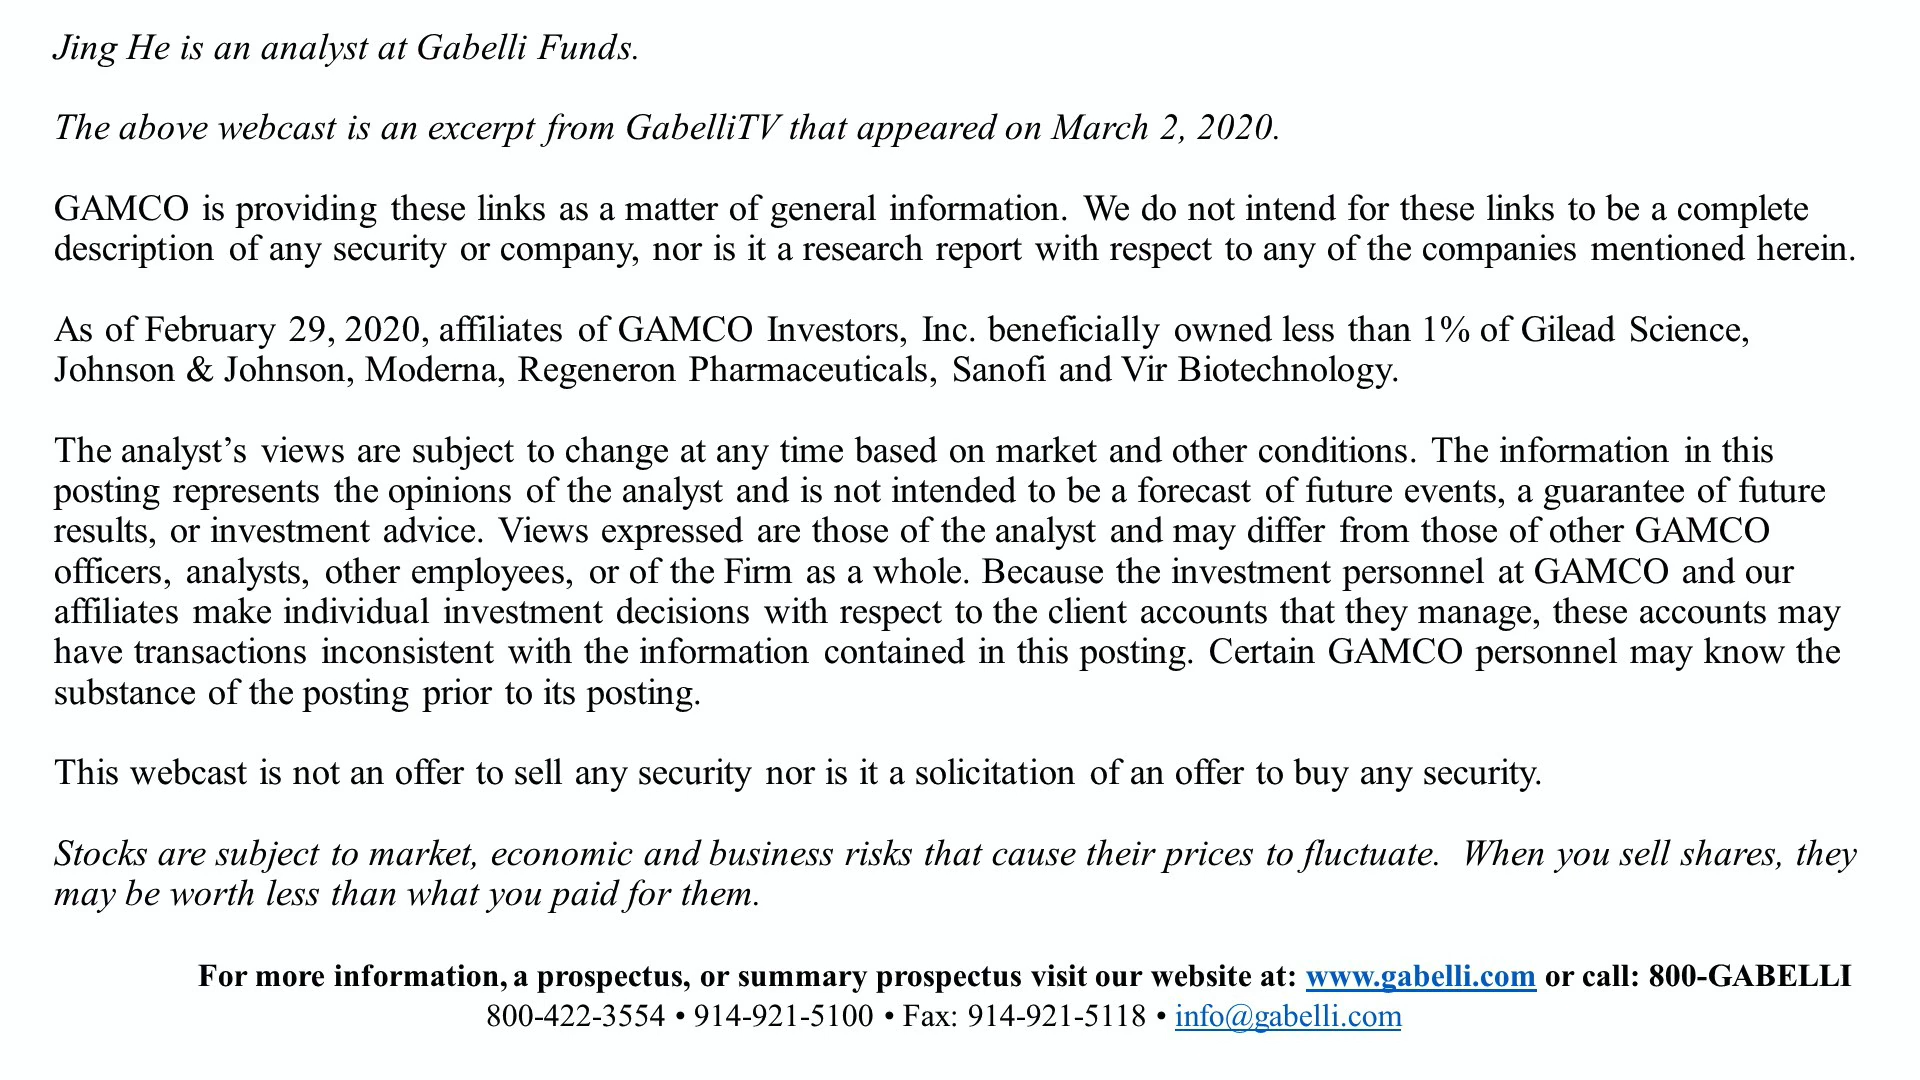 Jing He is an analyst at Gabelli Funds.
The above webcast is an excerpt from GabelliTV that appeared on March 2, 2020.
GAMCO is providing these links as a matter of general information. We do not intend for these links to be a complete
description of any security or company, nor is it a research report with respect to any of the companies mentioned herein.
As of February 29, 2020, affiliates of GAMCO Investors, Inc. beneficially owned less than 1% of Gilead Science,
Johnson & Johnson, Moderna, Regeneron Pharmaceuticals, Sanofi and Vir Biotechnology.
The analyst’s views are subject to change at any time based on market and other conditions. The information in this
posting represents the opinions of the analyst and is not intended to be a forecast of future events, a guarantee of future
results, or investment advice. Views expressed are those of the analyst and may differ from those of other GAMCO
officers, analysts, other employees, or of the Firm as a whole. Because the investment personnel at GAMCO and our
affiliates make individual investment decisions with respect to the client accounts that they manage, these accounts may
have transactions inconsistent with the information contained in this posting. Certain GAMCO personnel may know the
substance of the posting prior to its posting.
This webcast is not an offer to sell any security nor is it a solicitation of an offer to buy any security.
Stocks are subject to market, economic and business risks that cause their prices to fluctuate.  When you sell shares, they
may be worth less than what you paid for them.
For more information, a prospectus, or summary prospectus visit our website at: www.gabelli.com or call: 800-GABELLI
800-422-3554 • 914-921-5100 • Fax: 914-921-5118 • info@gabelli.com